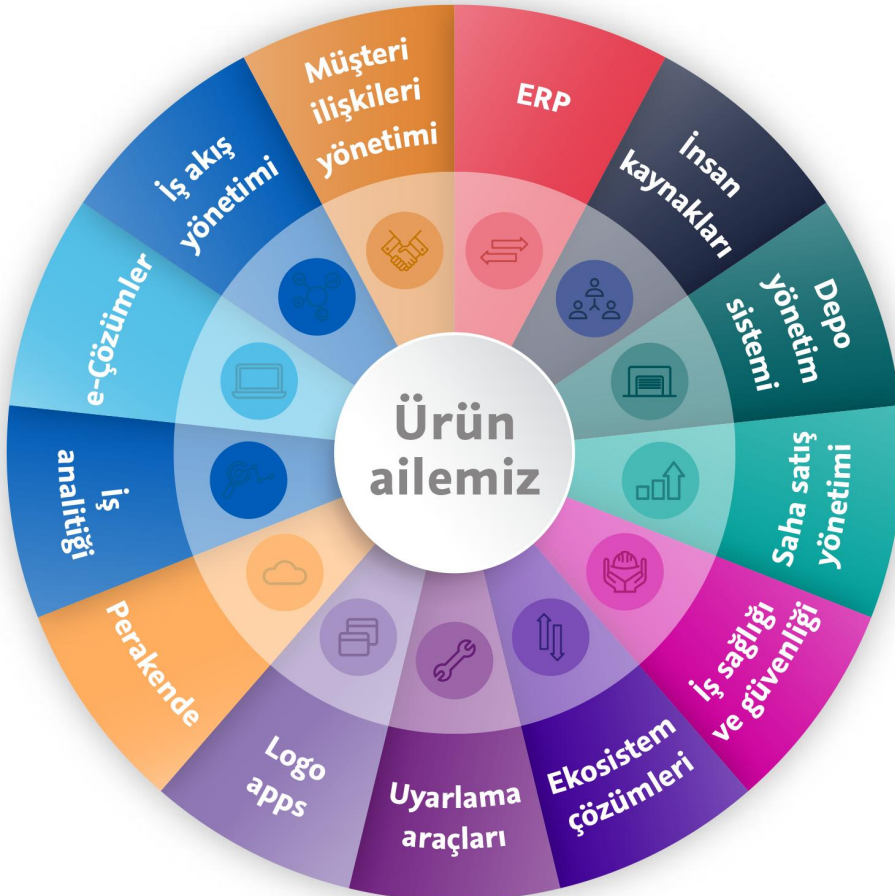 Ürün
ailemiz
ERP
İnsan
kaynakları
Depo
yönetim
sistemi
Saha satış
yönetimi
İş sağlığı
ve güvenliği
Ekosistem
çözümleri
Uyarlama
araçları
Logo
apps
Perakende
İş
analitiği
e-Çözümler
İş akış
yönetimi
Müşteri
ilişkileri
yönetimi